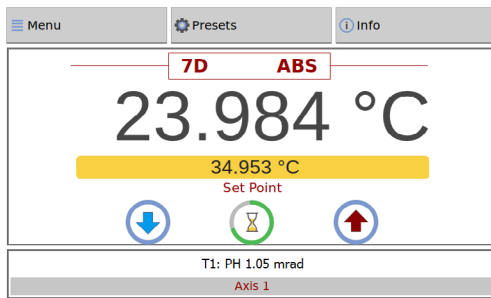 Menu
Presets
Info
7D ABS
23.984 °C
34.953 °C
Set Point
T1: PH 1.05 mrad
Axis 1